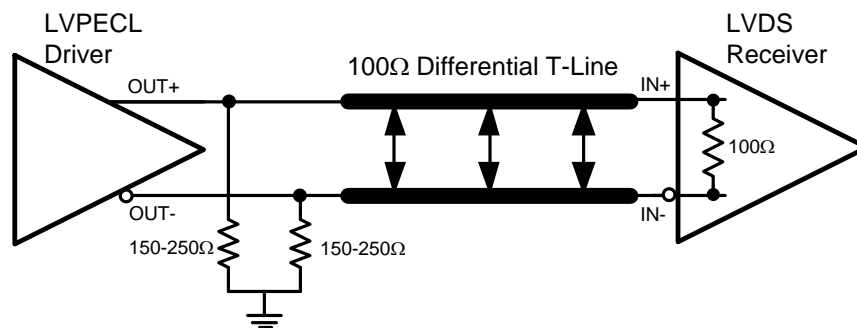 LVPECL
Driver
LVDS
Receiver
100Ω Differential T-Line
OUT+
IN+
100Ω
OUT-
IN-
150-250Ω
150-250Ω